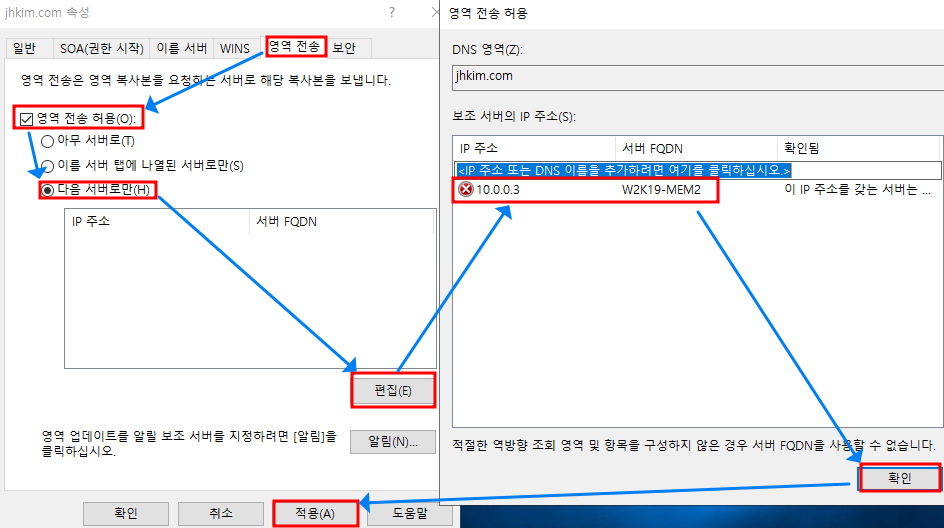 jhkim.com 속성
?
일반
SOA(권한 시작)
이름 서버
WINS
영역 전송
보안
영역 전송은 영역 복사본을 요청하는 서버로 해당 복사본을 보냅니다.
영역 전송 허용(O):
아무 서버로(T)
이름 서버 탭에 나열된 서버로만(S)
다음 서버로만(H)
IP 주소
서버 FQDN
편집(E)
영역 업데이트를 알릴 보조 서버를 지정하려면 [알림]을
클릭하십시오.
알림(N)...
확인
취소
적용(A)
도움말
영역 전송 허용
DNS 영역(Z):
jhkim.com
보조 서버의 IP 주소(S):
IP 주소
서버 FQDN
확인됨
<IP 주소 또는 DNS 이름을 추가하려면 여기를 클릭하십시오.>
10.0.0.3
W2K19-MEM2
이 IP 주소를 갖는 서버는 ...
적절한 역방향 조회 영역 및 항목을 구성하지 않은 경우 서버 FQDN을 사용할 수 없습니다.
확인